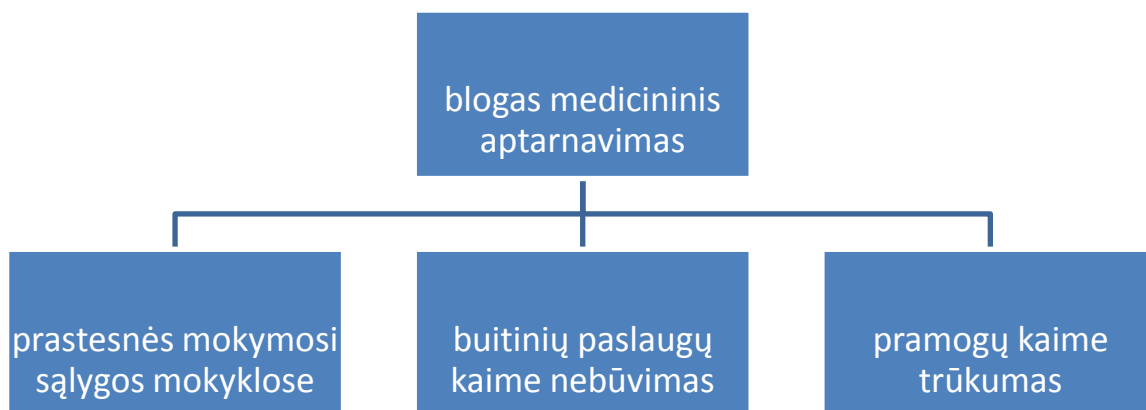 blogas medicininis
aptarnavimas
prastesnės mokymosi
sąlygos mokyklose
buitinių paslaugų
kaime nebūvimas
pramogų kaime
trūkumas